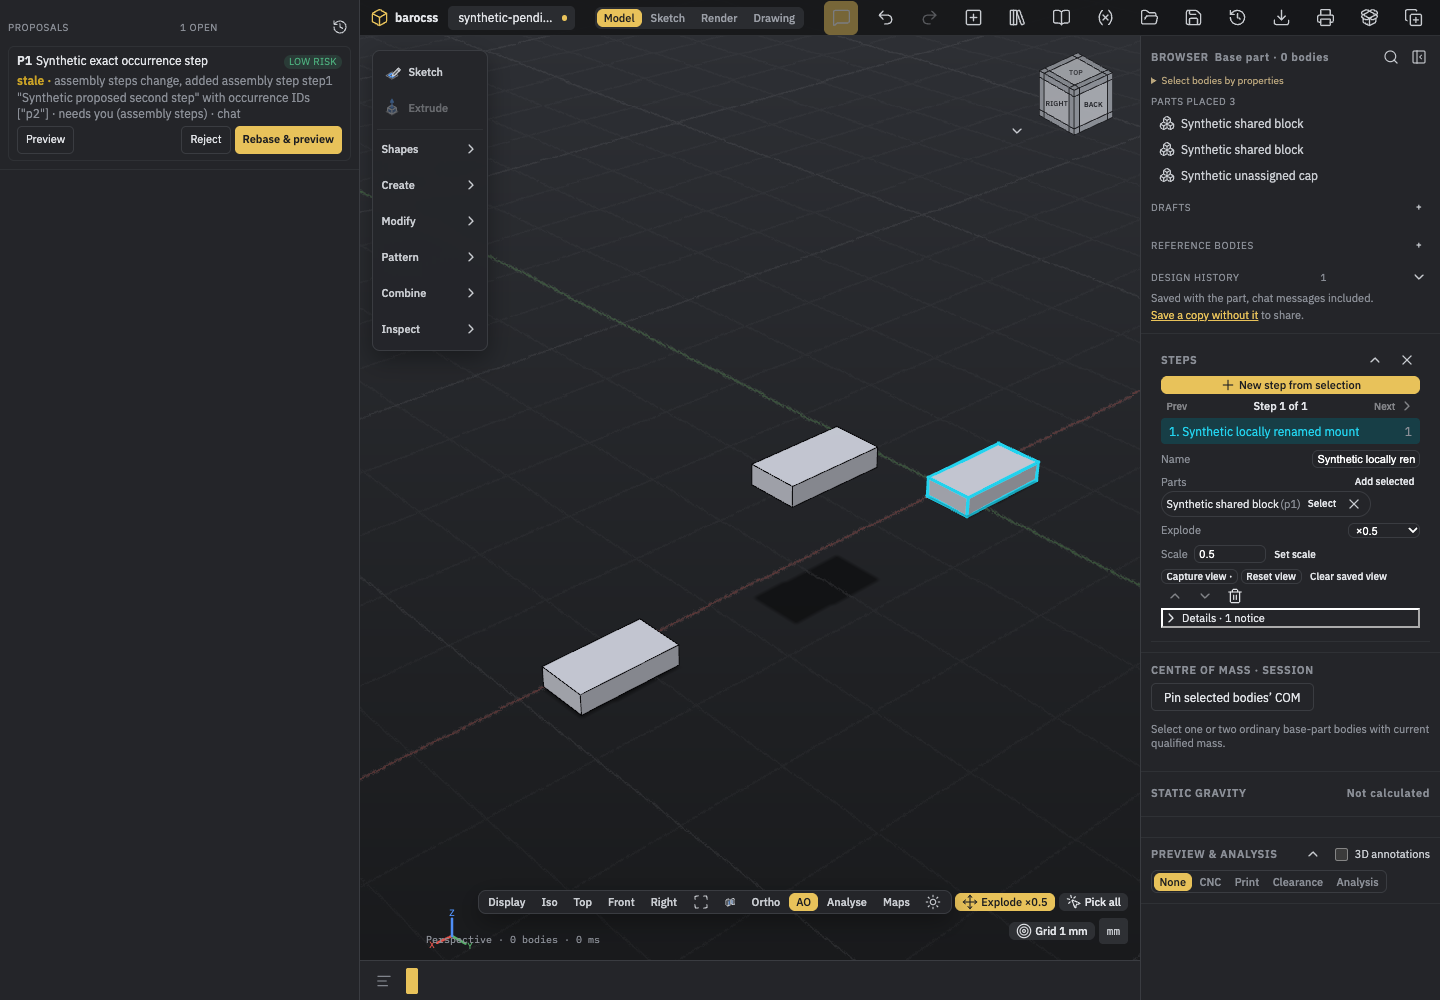 PROPOSALS 1 OPEN
P1 Synthetic exact occurrence step LOW RISK
stale · assembly steps change, added assembly step step1
"Synthetic proposed second step" with occurrence IDs
["p2"] · needs you (assembly steps) · chat
Preview Reject Rebase & preview
barocss synthetic-pendi... Model Sketch Render Drawing
Sketch
Extrude
Shapes
Create
Modify
Pattern
Combine
Inspect
TOP
RIGHT BACK
Display Iso Top Front Right Ortho AO Analyse Maps Explode ×0.5 Pick all
Grid 1 mm mm
Z
X Y
Perspective · 0 bodies · 0 ms
BROWSER Base part · 0 bodies
Select bodies by properties
PARTS PLACED 3
Synthetic shared block
Synthetic shared block
Synthetic unassigned cap
DRAFTS +
REFERENCE BODIES +
DESIGN HISTORY 1
Saved with the part, chat messages included.
Save a copy without it to share.
STEPS
New step from selection
Prev Step 1 of 1 Next
1. Synthetic locally renamed mount 1
Name Synthetic locally ren
Parts Add selected
Synthetic shared block (p1) Select
Explode ×0.5
Scale 0.5 Set scale
Capture view · Reset view Clear saved view
Details · 1 notice
CENTRE OF MASS · SESSION
Pin selected bodies’ COM
Select one or two ordinary base-part bodies with current
qualified mass.
STATIC GRAVITY Not calculated
PREVIEW & ANALYSIS 3D annotations
None CNC Print Clearance Analysis